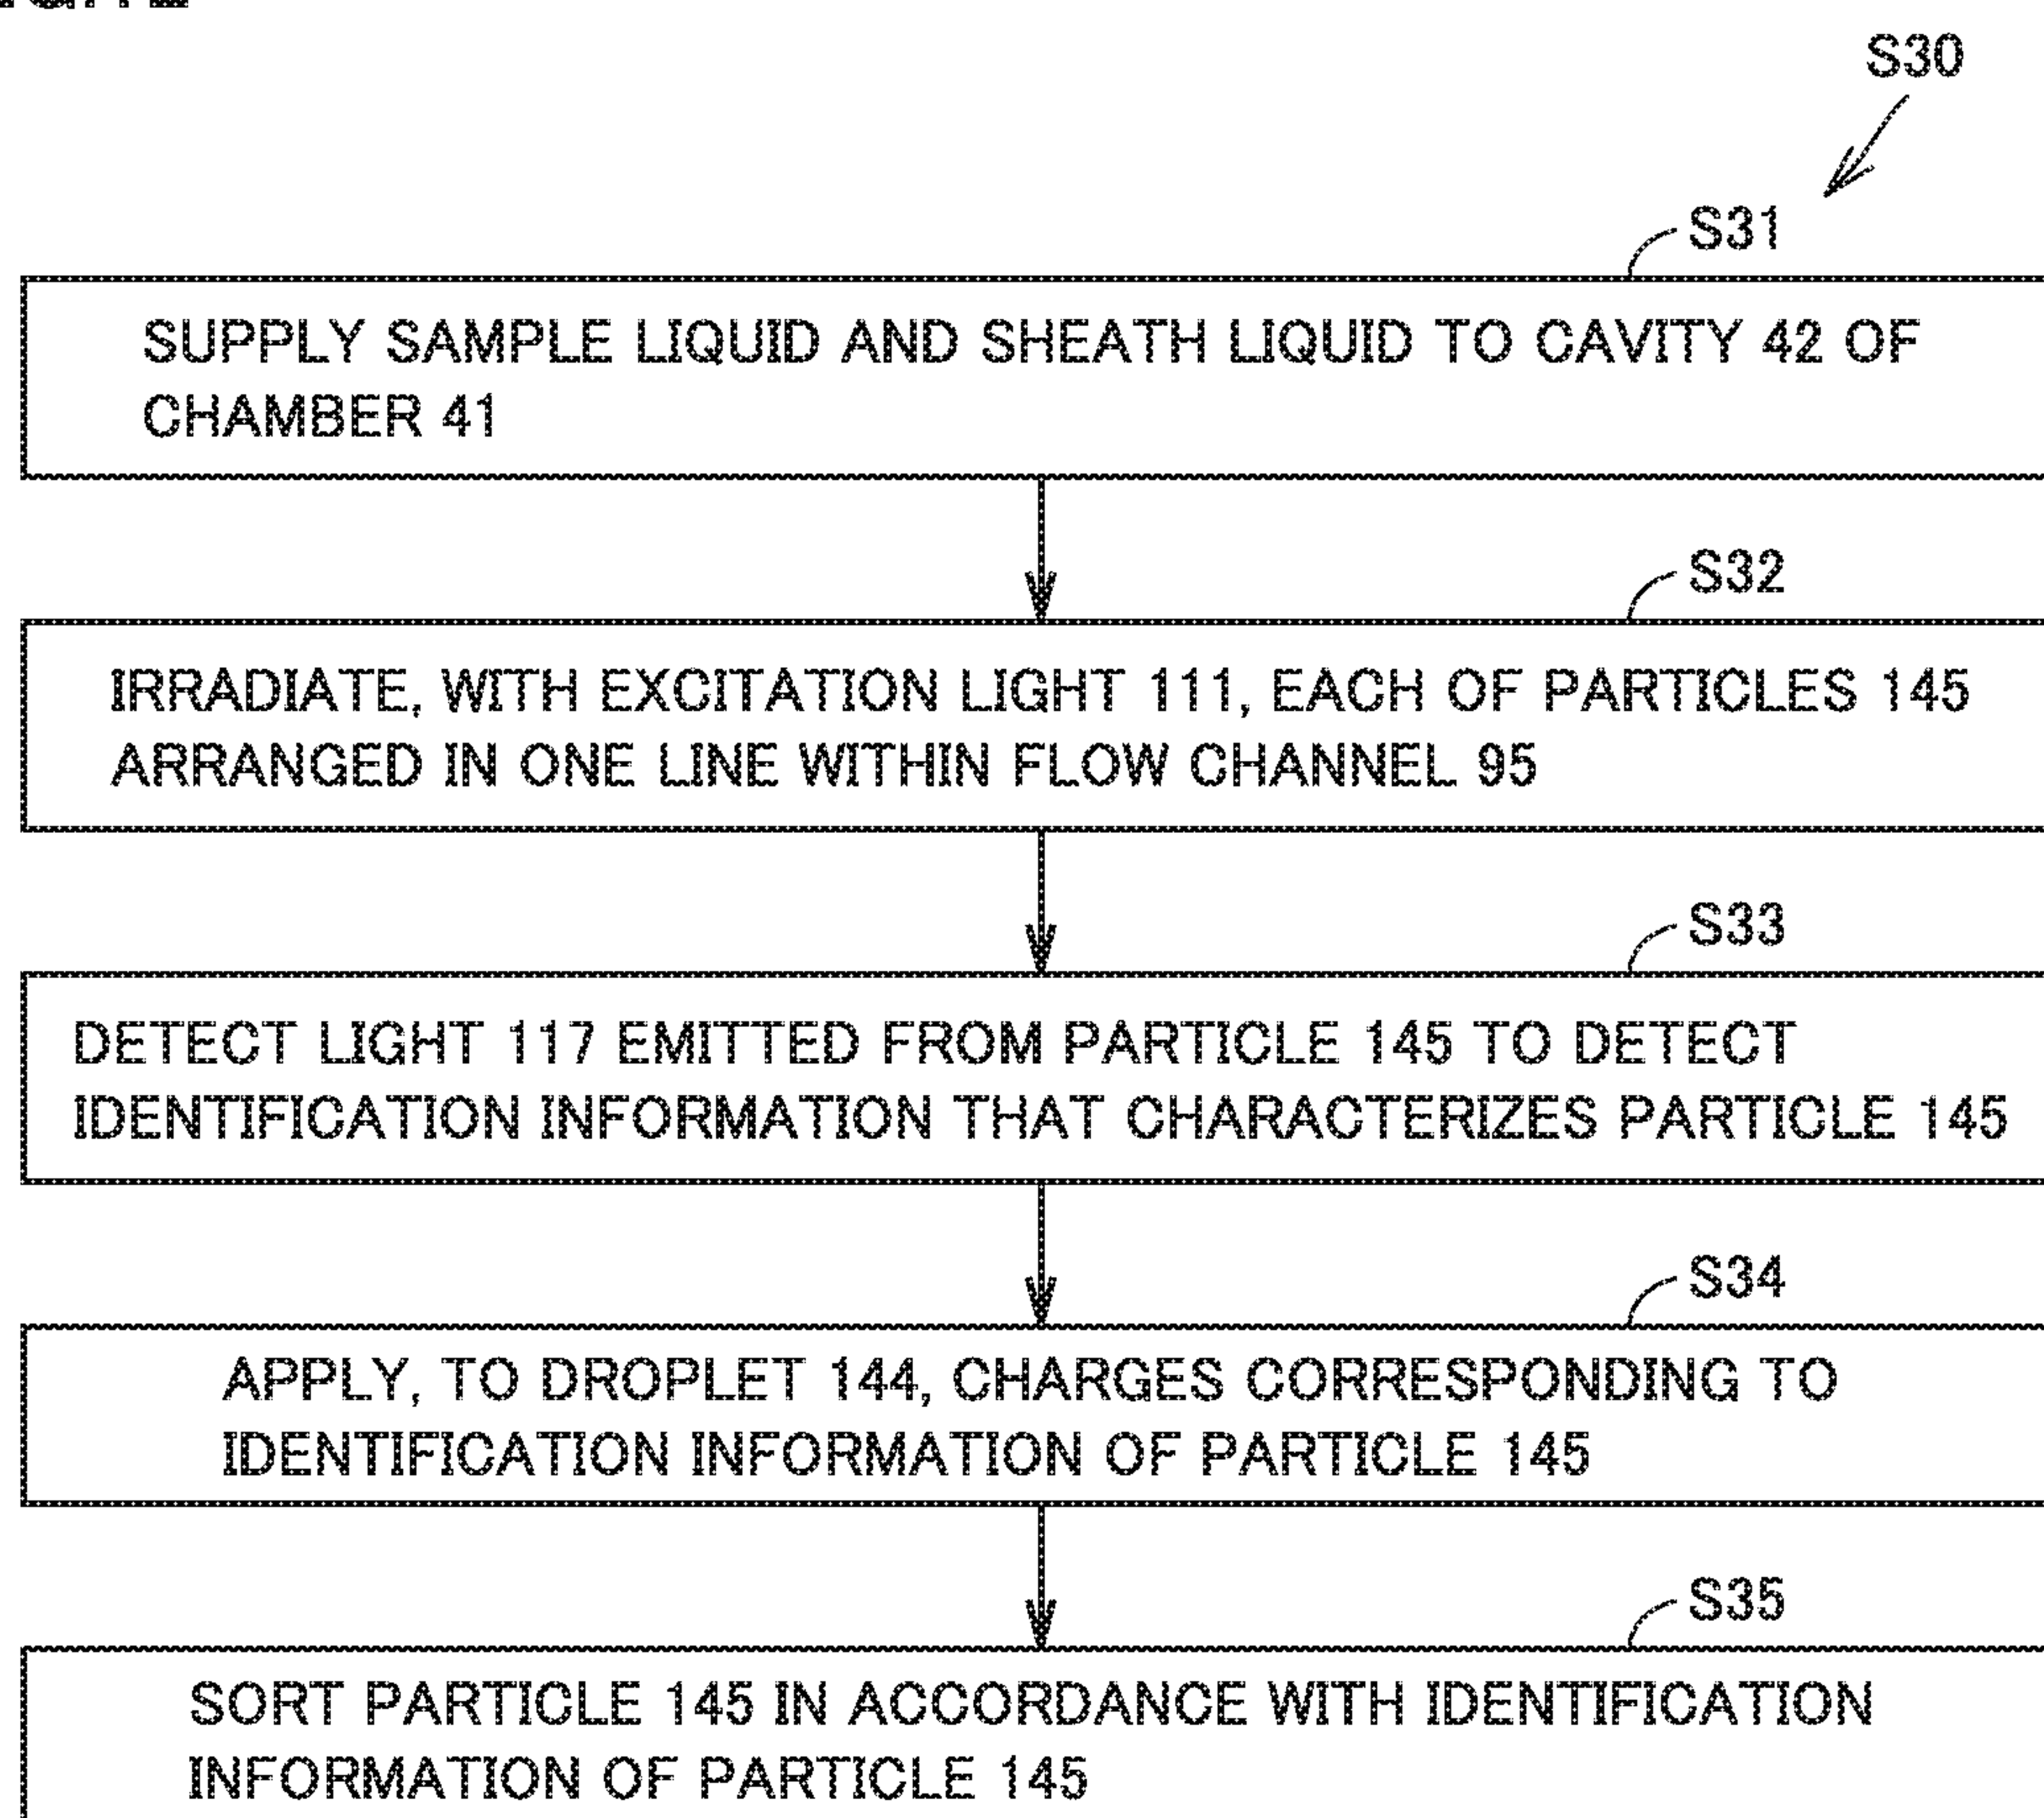 S30
S31
SUPPLY SAMPLE LIQUID AND SHEATH LIQUID TO CAVITY 42 OF
CHAMBER 41
S32
IRRADIATE, WITH EXCITATION LIGHT 111, EACH OF PARTICLES 145
ARRANGED IN ONE LINE WITHIN FLOW CHANNEL 95
S33
DETECT LIGHT 117 EMITTED FROM PARTICLE 145 TO DETECT
IDENTIFICATION INFORMATION THAT CHARACTERIZES PARTICLE 145
S34
APPLY, TO DROPLET 144, CHARGES CORRESPONDING TO
IDENTIFICATION INFORMATION OF PARTICLE 145
S35
SORT PARTICLE 145 IN ACCORDANCE WITH IDENTIFICATION
INFORMATION OF PARTICLE 145